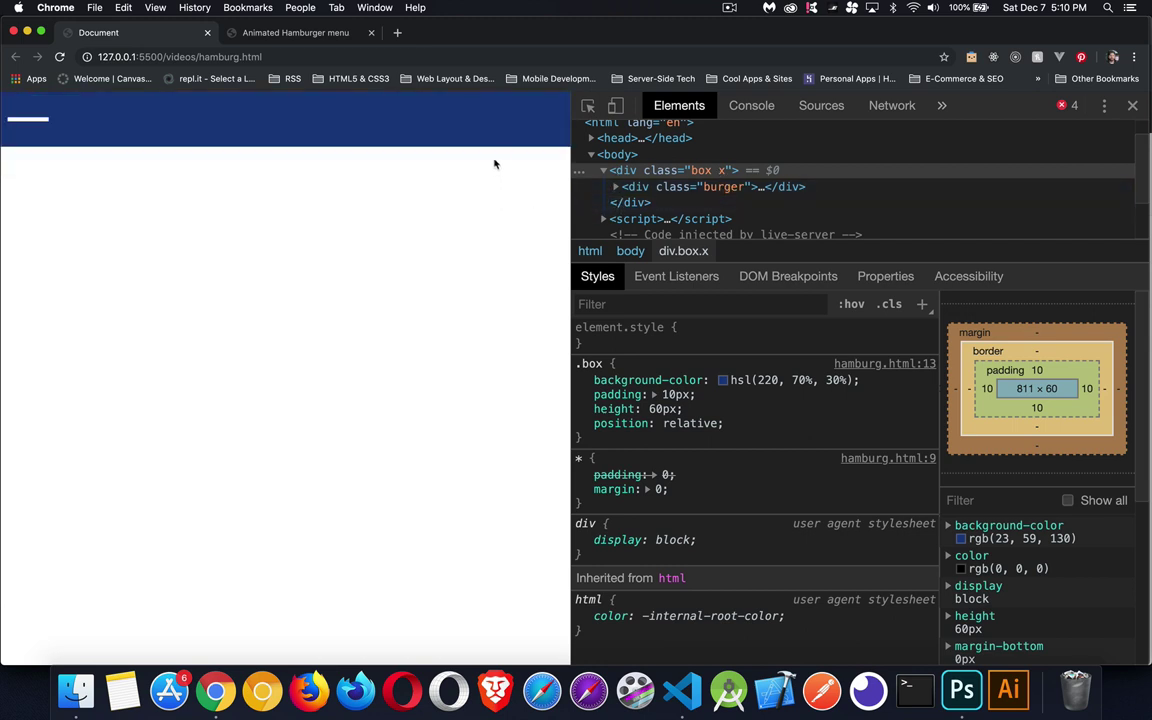 Chrome File Edit View History Bookmarks People Tab Window Help 100% Sat Dec 7 5:10 PM
Document Animated Hamburger menu
127.0.0.1:5500/videos/hamburg.html
Apps Welcome | Canvas... repl.it - Select a L... RSS HTML5 & CSS3 Web Layout & Des... Mobile Developm... Server-Side Tech Cool Apps & Sites Personal Apps | H... E-Commerce & SEO Other Bookmarks
Elements Console Sources Network » 4
<html lang="en">
<head>…</head>
<body>
… <div class="box x"> == $0
<div class="burger">…</div>
</div>
<script>…</script>
<!-- Code injected by live-server -->
html body div.box.x
Styles Event Listeners DOM Breakpoints Properties Accessibility
Filter :hov .cls +
element.style {
}
.box { hamburg.html:13
background-color: hsl(220, 70%, 30%);
padding: 10px;
height: 60px;
position: relative;
}
* { hamburg.html:9
padding: 0;
margin: 0;
}
div { user agent stylesheet
display: block;
}
Inherited from html
html { user agent stylesheet
color: -internal-root-color;
}
margin -
border -
padding 10
- - 10 811 × 60 10 - -
10
-
-
Filter Show all
background-color
rgb(23, 59, 130)
color
rgb(0, 0, 0)
display
block
height
60px
margin-bottom
0px
6
>_
Ps
Ai